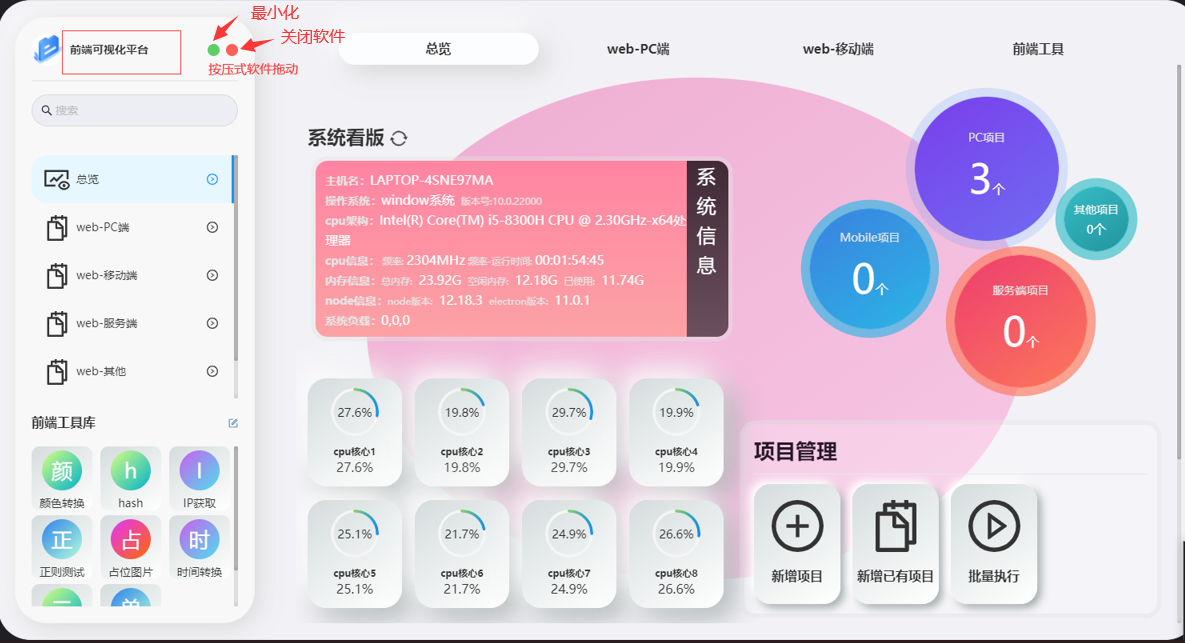 最小化
关闭软件
按压式软件拖动
前端可视化平台
搜索
总览
web-PC端
web-移动端
web-服务端
web-其他
前端工具库
颜
颜色转换
h
hash
I
IP获取
正
正则测试
占
占位图片
时
时间转换
总览
web-PC端
web-移动端
前端工具
系统看版
主机名: LAPTOP-4SNE97MA
操作系统: window系统 版本号:10.0.22000
cpu架构: Intel(R) Core(TM) i5-8300H CPU @ 2.30GHz-x64处
理器
cpu信息: 频率: 2304MHz 频率-运行时间: 00:01:54:45
内存信息: 总内存: 23.92G 空闲内存: 12.18G 已使用: 11.74G
node信息: node版本: 12.18.3 electron版本: 11.0.1
系统负载: 0,0,0
系统信息
PC项目
3个
Mobile项目
0个
其他项目
0个
服务端项目
0个
27.6%
cpu核心1
27.6%
19.8%
cpu核心2
19.8%
29.7%
cpu核心3
29.7%
19.9%
cpu核心4
19.9%
25.1%
cpu核心5
25.1%
21.7%
cpu核心6
21.7%
24.9%
cpu核心7
24.9%
26.6%
cpu核心8
26.6%
项目管理
新增项目
新增已有项目
批量执行